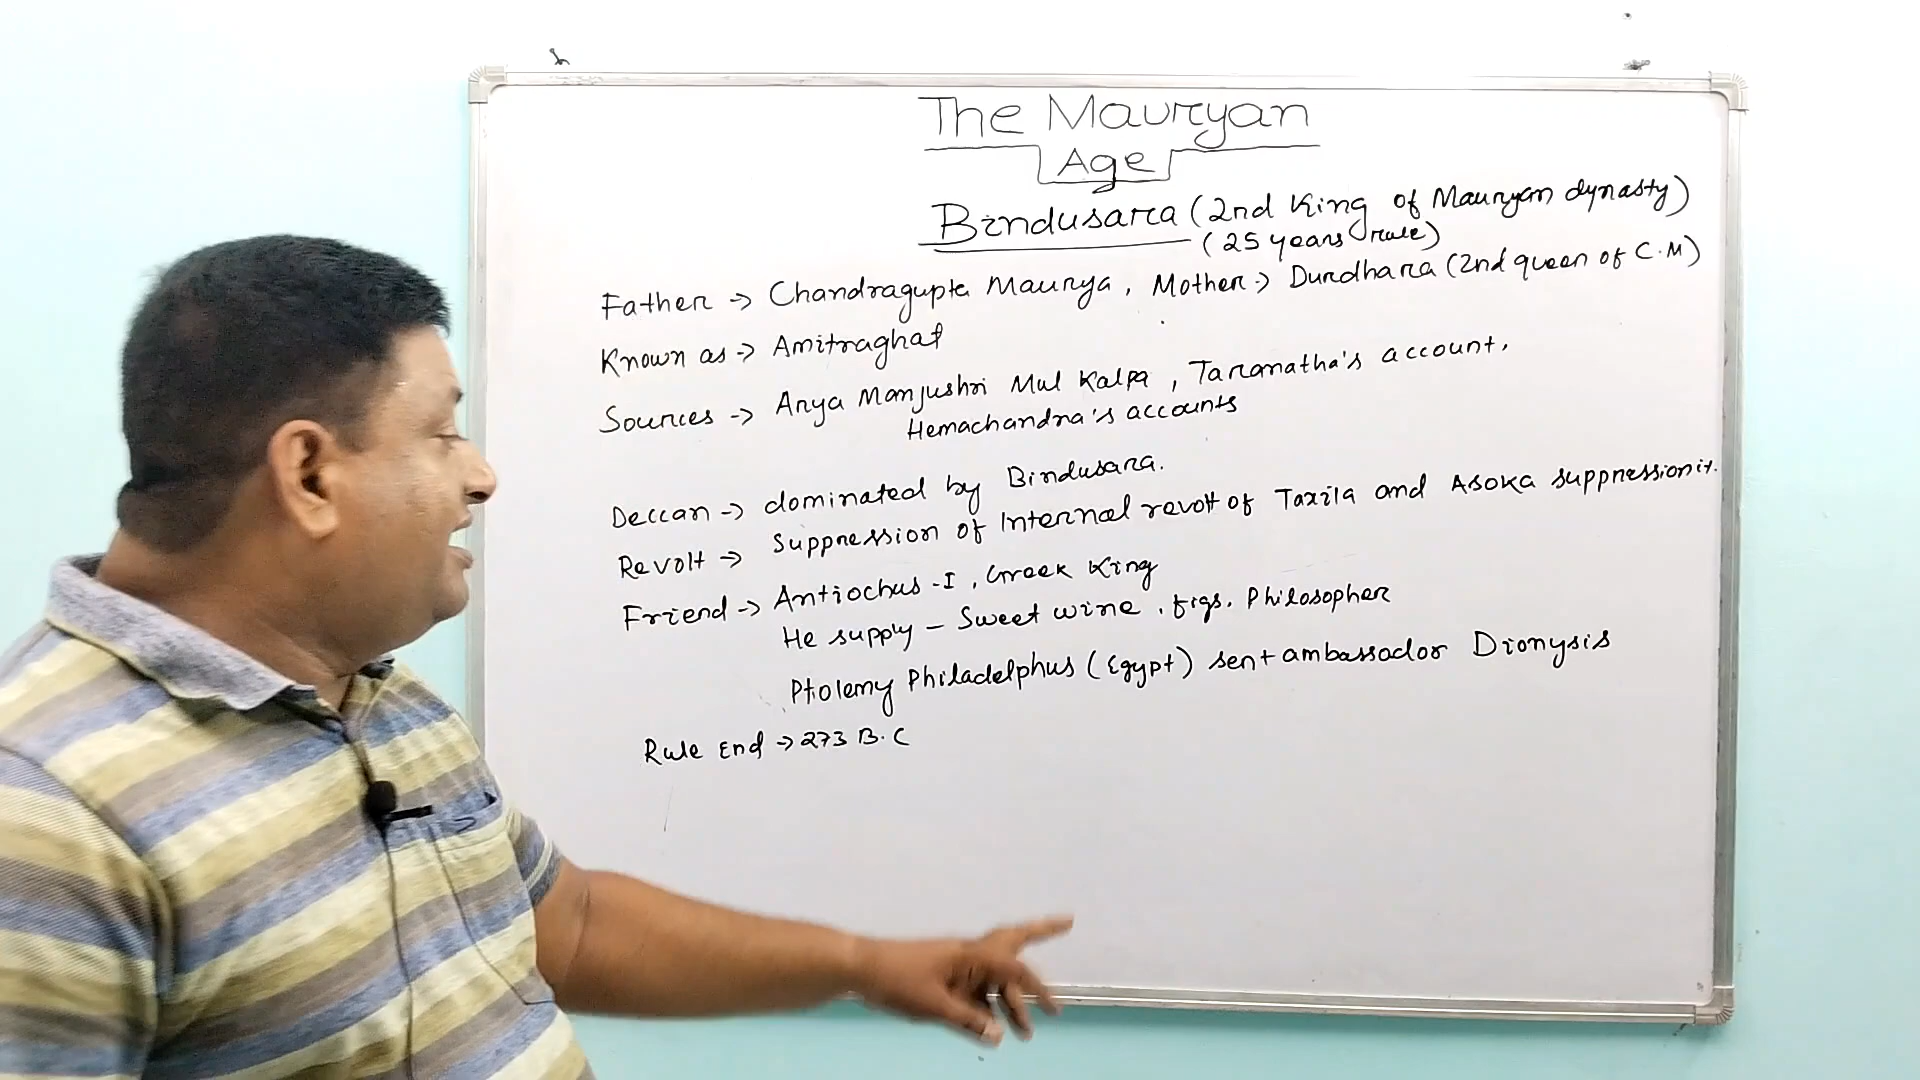 The Mauryan
Age
Bindusara (2nd King of Mauryan dynasty)
(25 years rule)
Father → Chandragupta Maurya, Mother → Durdhara (2nd queen of C.M)
Known as → Amitraghat
Sources → Arya Manjushri Mul Kalpa, Taranatha's account,
Hemachandra's accounts
Deccan → dominated by Bindusara.
Revolt → Suppression of Internal revolt of Taxila and Asoka suppression it.
Friend → Antiochus-I, Greek King
He supply - Sweet wine, figs, Philosopher
Ptolemy Philadelphus (Egypt) sent ambassador Dionysis
Rule End → 273 B.C